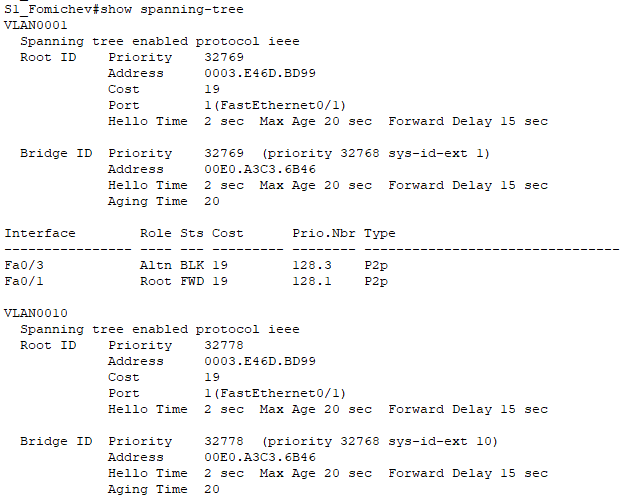 S1_Fomichev#show spanning-tree
VLAN0001
  Spanning tree enabled protocol ieee
  Root ID    Priority    32769
             Address     0003.E46D.BD99
             Cost        19
             Port        1(FastEthernet0/1)
             Hello Time  2 sec  Max Age 20 sec  Forward Delay 15 sec

  Bridge ID  Priority    32769  (priority 32768 sys-id-ext 1)
             Address     00E0.A3C3.6B46
             Hello Time  2 sec  Max Age 20 sec  Forward Delay 15 sec
             Aging Time  20

Interface        Role Sts Cost      Prio.Nbr Type
---------------- ---- --- --------- -------- --------------------------------
Fa0/3            Altn BLK 19        128.3    P2p
Fa0/1            Root FWD 19        128.1    P2p

VLAN0010
  Spanning tree enabled protocol ieee
  Root ID    Priority    32778
             Address     0003.E46D.BD99
             Cost        19
             Port        1(FastEthernet0/1)
             Hello Time  2 sec  Max Age 20 sec  Forward Delay 15 sec

  Bridge ID  Priority    32778  (priority 32768 sys-id-ext 10)
             Address     00E0.A3C3.6B46
             Hello Time  2 sec  Max Age 20 sec  Forward Delay 15 sec
             Aging Time  20